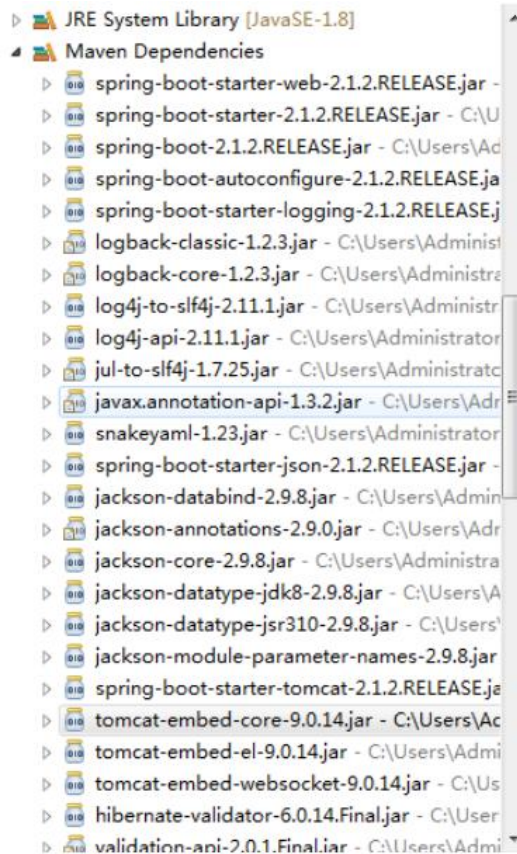 JRE System Library [JavaSE-1.8]
Maven Dependencies
spring-boot-starter-web-2.1.2.RELEASE.jar -
spring-boot-starter-2.1.2.RELEASE.jar - C:\U
spring-boot-2.1.2.RELEASE.jar - C:\Users\Ad
spring-boot-autoconfigure-2.1.2.RELEASE.ja
spring-boot-starter-logging-2.1.2.RELEASE.j
logback-classic-1.2.3.jar - C:\Users\Administ
logback-core-1.2.3.jar - C:\Users\Administra
log4j-to-slf4j-2.11.1.jar - C:\Users\Administr
log4j-api-2.11.1.jar - C:\Users\Administrator
jul-to-slf4j-1.7.25.jar - C:\Users\Administratc
javax.annotation-api-1.3.2.jar - C:\Users\Adr
snakeyaml-1.23.jar - C:\Users\Administrator
spring-boot-starter-json-2.1.2.RELEASE.jar -
jackson-databind-2.9.8.jar - C:\Users\Admin
jackson-annotations-2.9.0.jar - C:\Users\Adr
jackson-core-2.9.8.jar - C:\Users\Administra
jackson-datatype-jdk8-2.9.8.jar - C:\Users\A
jackson-datatype-jsr310-2.9.8.jar - C:\Users\
jackson-module-parameter-names-2.9.8.jar
spring-boot-starter-tomcat-2.1.2.RELEASE.ja
tomcat-embed-core-9.0.14.jar - C:\Users\Ac
tomcat-embed-el-9.0.14.jar - C:\Users\Admi
tomcat-embed-websocket-9.0.14.jar - C:\Us
hibernate-validator-6.0.14.Final.jar - C:\User
validation-api-2.0.1.Final.jar - C:\Users\Admi